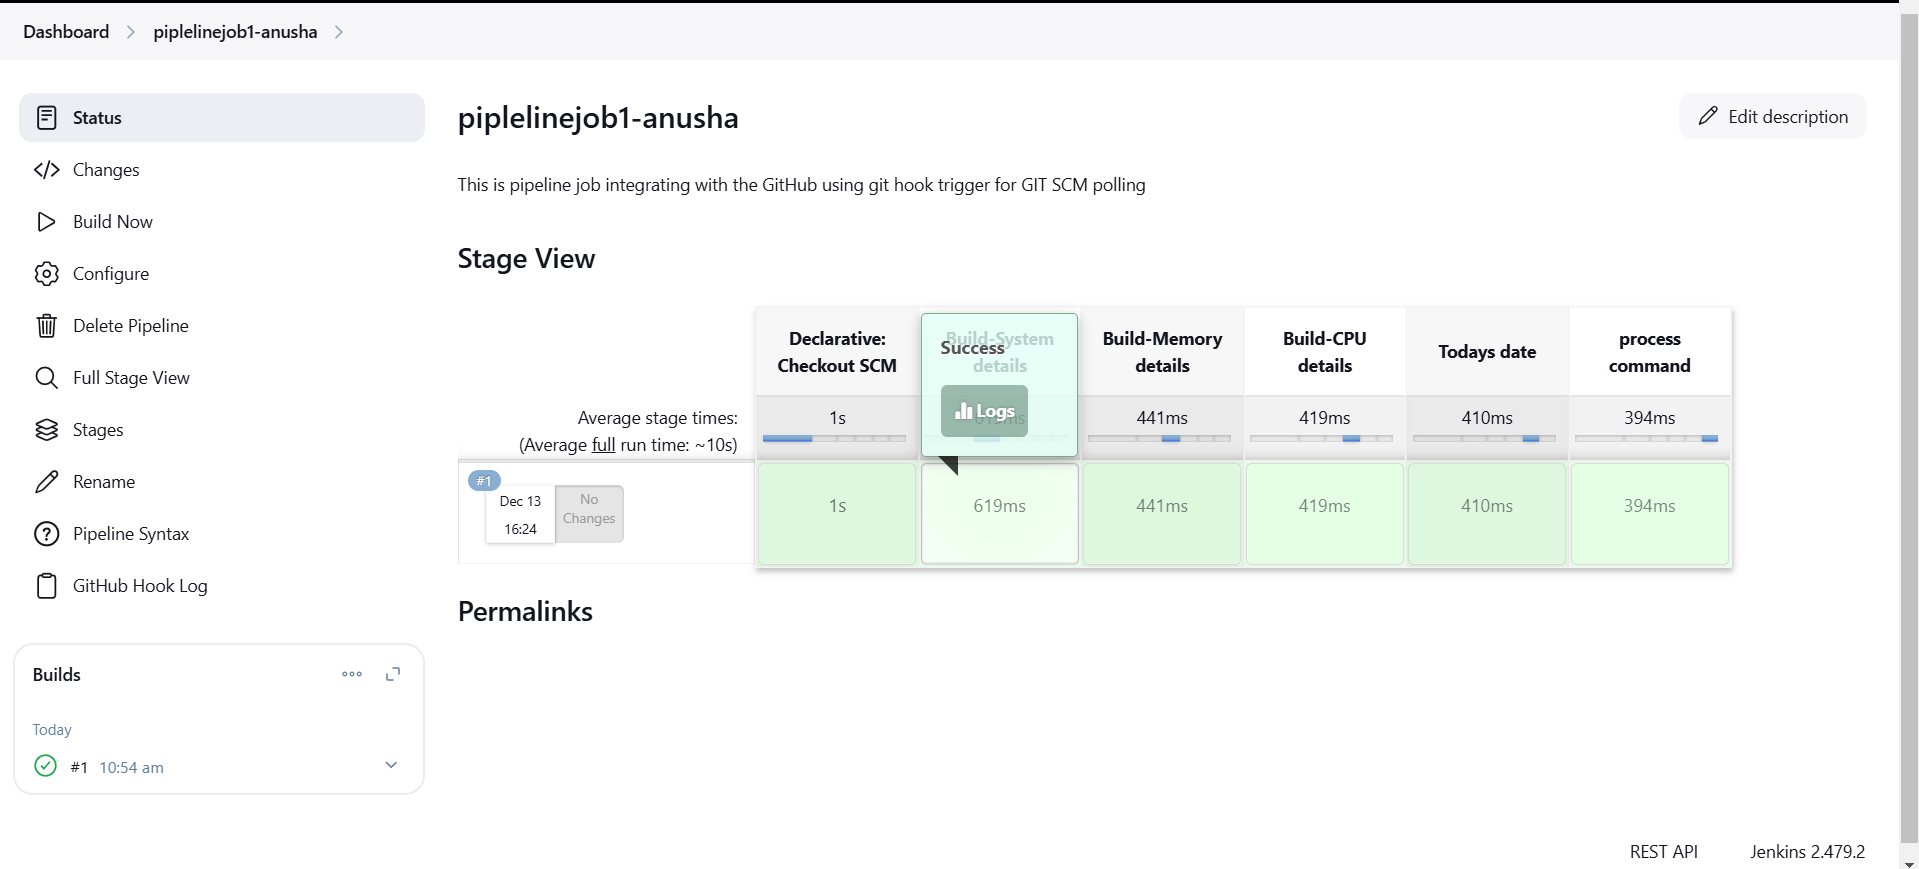 Dashboard
piplelinejob1-anusha
Status
Changes
Build Now
Configure
Delete Pipeline
Full Stage View
Stages
Rename
Pipeline Syntax
GitHub Hook Log
Builds
Today
#1 10:54 am
piplelinejob1-anusha
Edit description
This is pipeline job integrating with the GitHub using git hook trigger for GIT SCM polling
Stage View
Declarative:
Checkout SCM
Build-System
details
Success
Logs
Build-Memory
details
Build-CPU
details
Todays date
process
command
Average stage times:
(Average full run time: ~10s)
1s
619ms
441ms
419ms
410ms
394ms
#1
Dec 13
16:24
No
Changes
1s
619ms
441ms
419ms
410ms
394ms
Permalinks
REST API
Jenkins 2.479.2